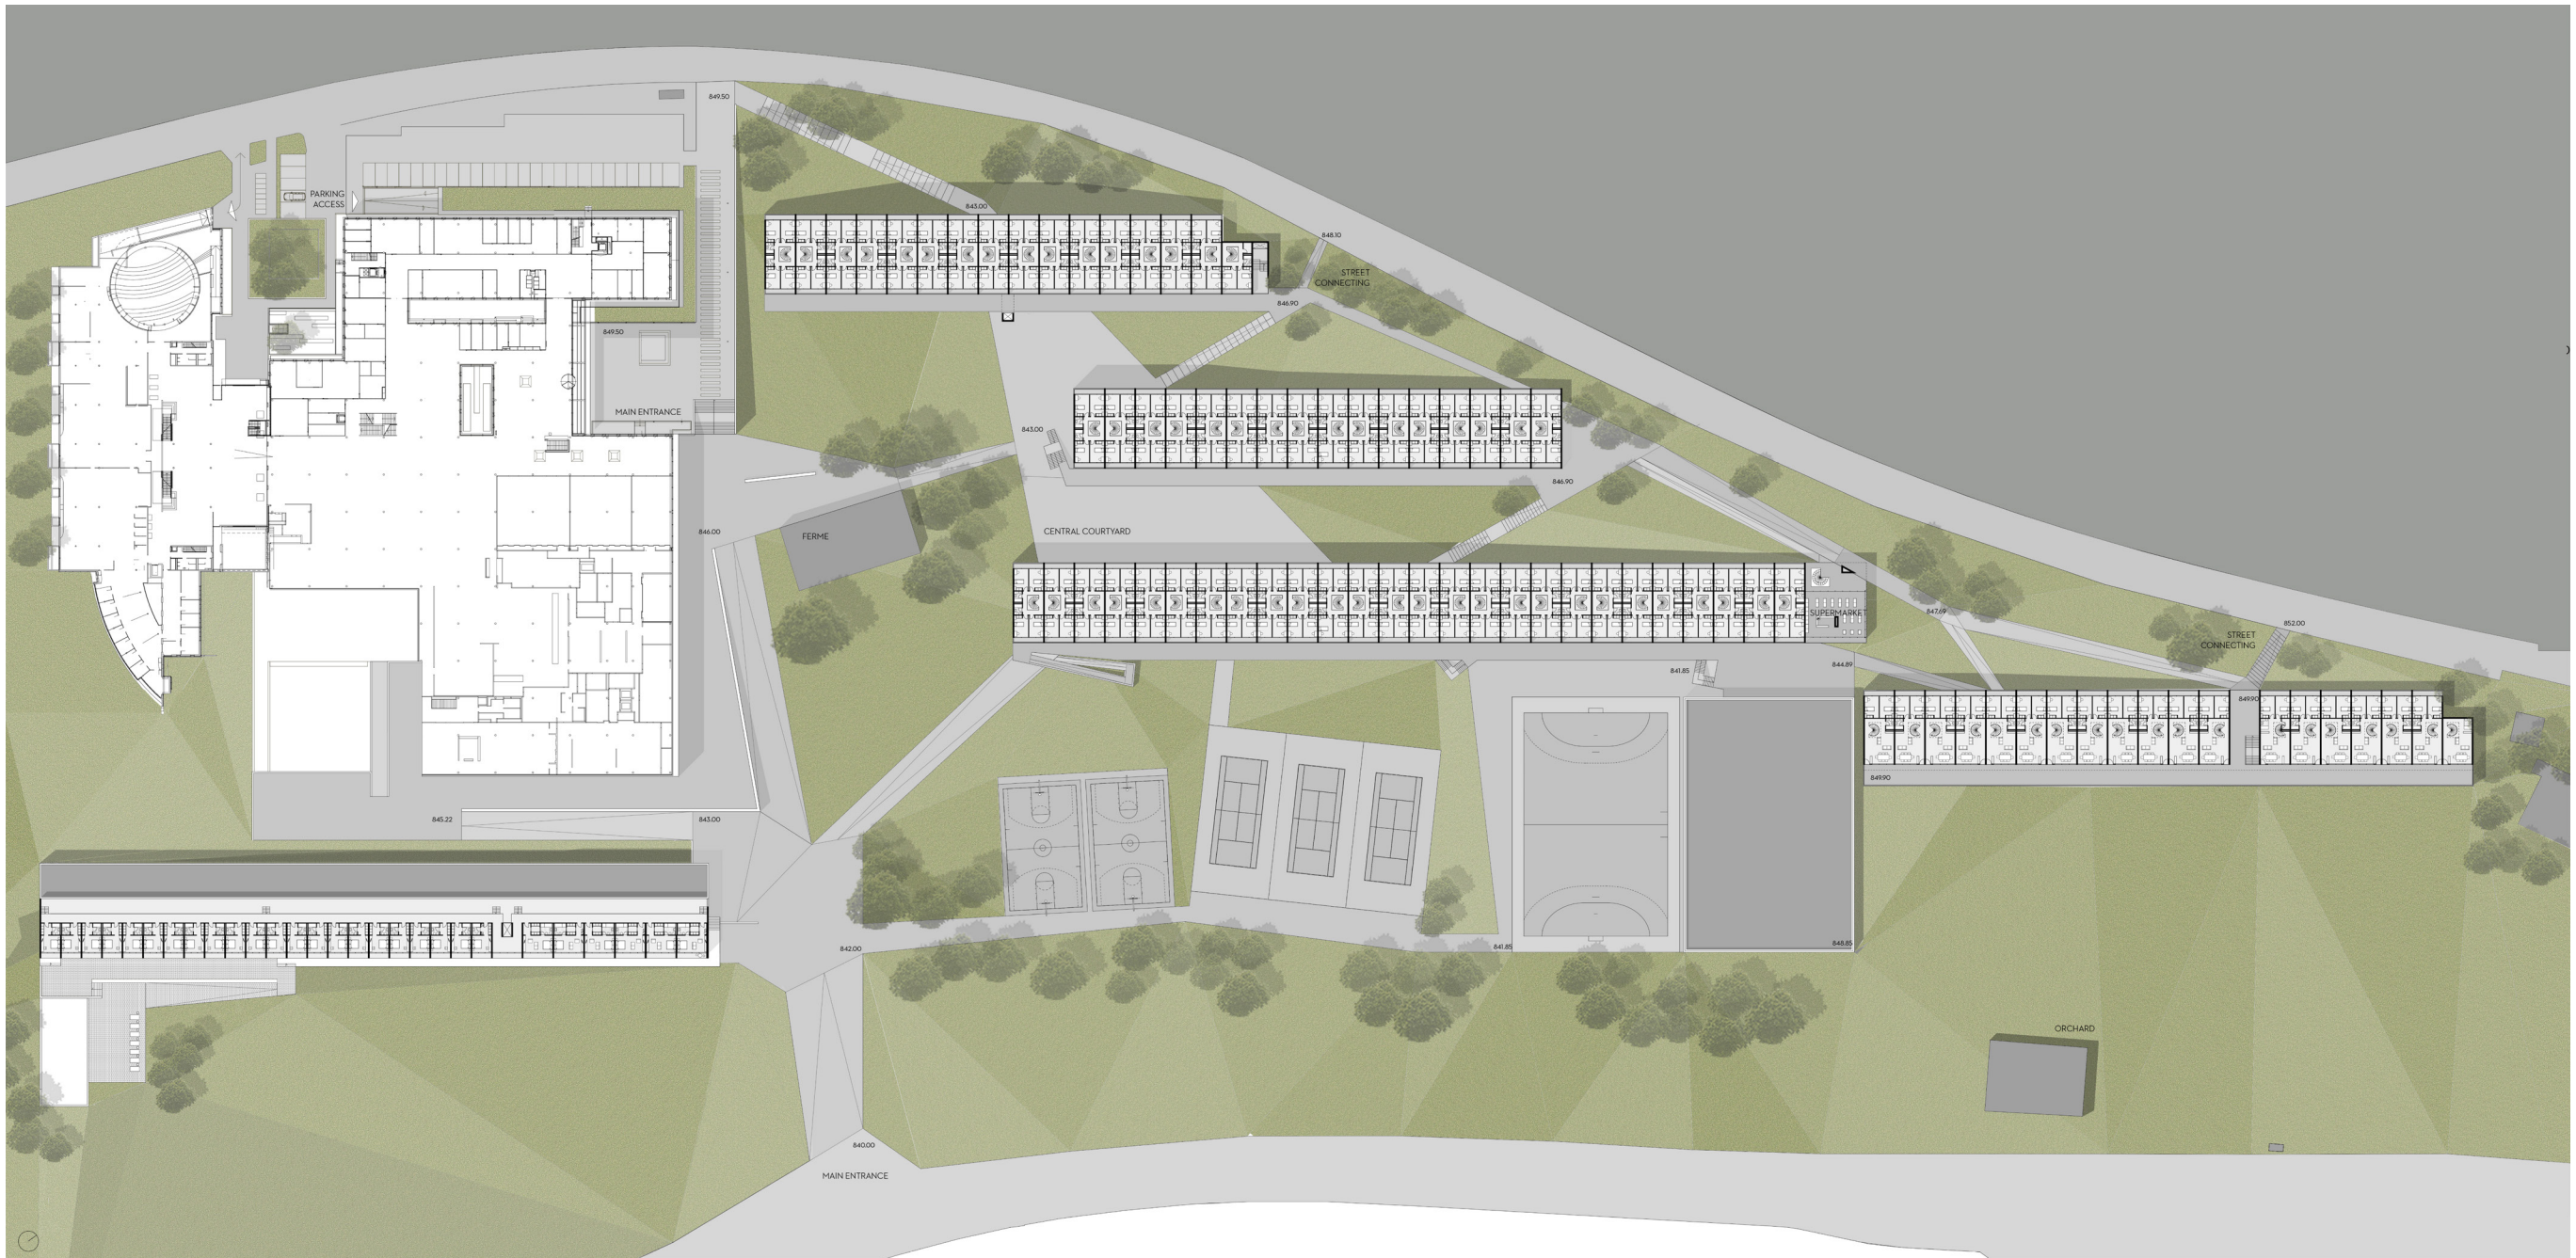 849.50
PARKING
ACCESS
843.00
848.10
STREET
CONNECTING
846.90
849.50
MAIN ENTRANCE
843.00
846.90
846.00
FERME
CENTRAL COURTYARD
SUPERMARKET
847.69
852.00
STREET
CONNECTING
844.89
841.85
849.90
849.90
845.22
843.00
842.00
841.85
848.85
ORCHARD
840.00
MAIN ENTRANCE